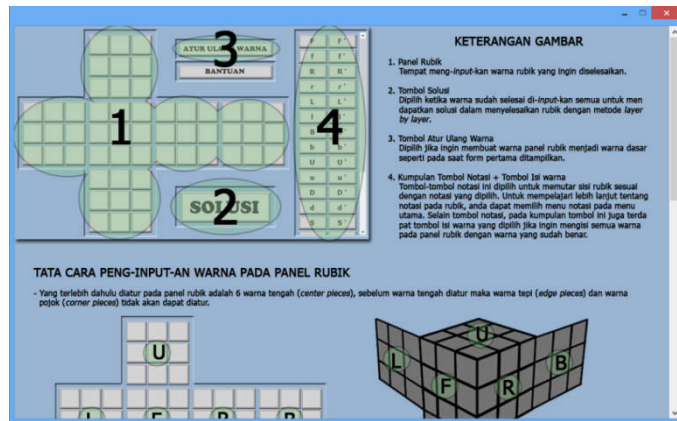 ATUR ULANG WARNA
BANTUAN
SOLUSI
1
2
3
4
F F'
f f'
R R'
r r'
L L'
l
B
b b'
U U'
u u'
D D'
d d'
S S'
KETERANGAN GAMBAR
1. Panel Rubik
Tempat meng-input-kan warna rubik yang ingin diselesaikan.
2. Tombol Solusi
Dipilih ketika warna sudah selesai di-input-kan semua untuk men
dapatkan solusi dalam menyelesaikan rubik dengan metode layer
by layer.
3. Tombol Atur Ulang Warna
Dipilih jika ingin membuat warna panel rubik menjadi warna dasar
seperti pada saat form pertama ditampilkan.
4. Kumpulan Tombol Notasi + Tombol Isi warna
Tombol-tombol notasi ini dipilih untuk memutar sisi rubik sesuai
dengan notasi yang dipilih. Untuk mempelajari lebih lanjut tentang
notasi pada rubik, anda dapat memilih menu notasi pada menu
utama. Selain tombol notasi, pada kumpulan tombol ini juga terda
pat tombol isi warna yang dipilih jika ingin mengisi semua warna
pada panel rubik dengan warna yang sudah benar.
TATA CARA PENG-INPUT-AN WARNA PADA PANEL RUBIK
- Yang terlebih dahulu diatur pada panel rubik adalah 6 warna tengah (center pieces), sebelum warna tengah diatur maka warna tepi (edge pieces) dan warna
pojok (corner pieces) tidak akan dapat diatur.
U
L F R B
U
L F R B